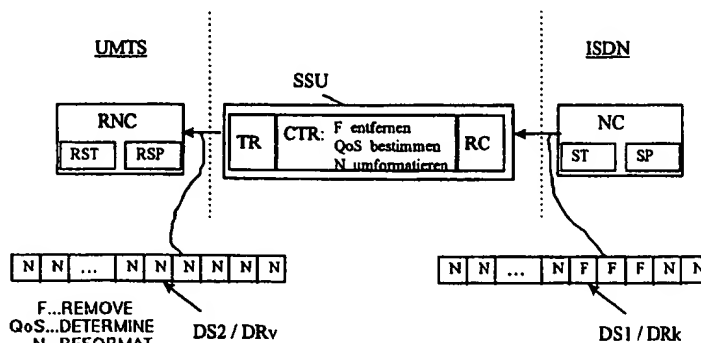 UMTS
ISDN
SSU
RNC
RST
RSP
TR
CTR: F entfernen
QoS bestimmen
N umformatieren
RC
NC
ST
SP
N N ... N N N N N N
N N ... N F F F N N
F...REMOVE
QoS...DETERMINE
N...REFORMAT
DS2 / DRv
DS1 / DRk